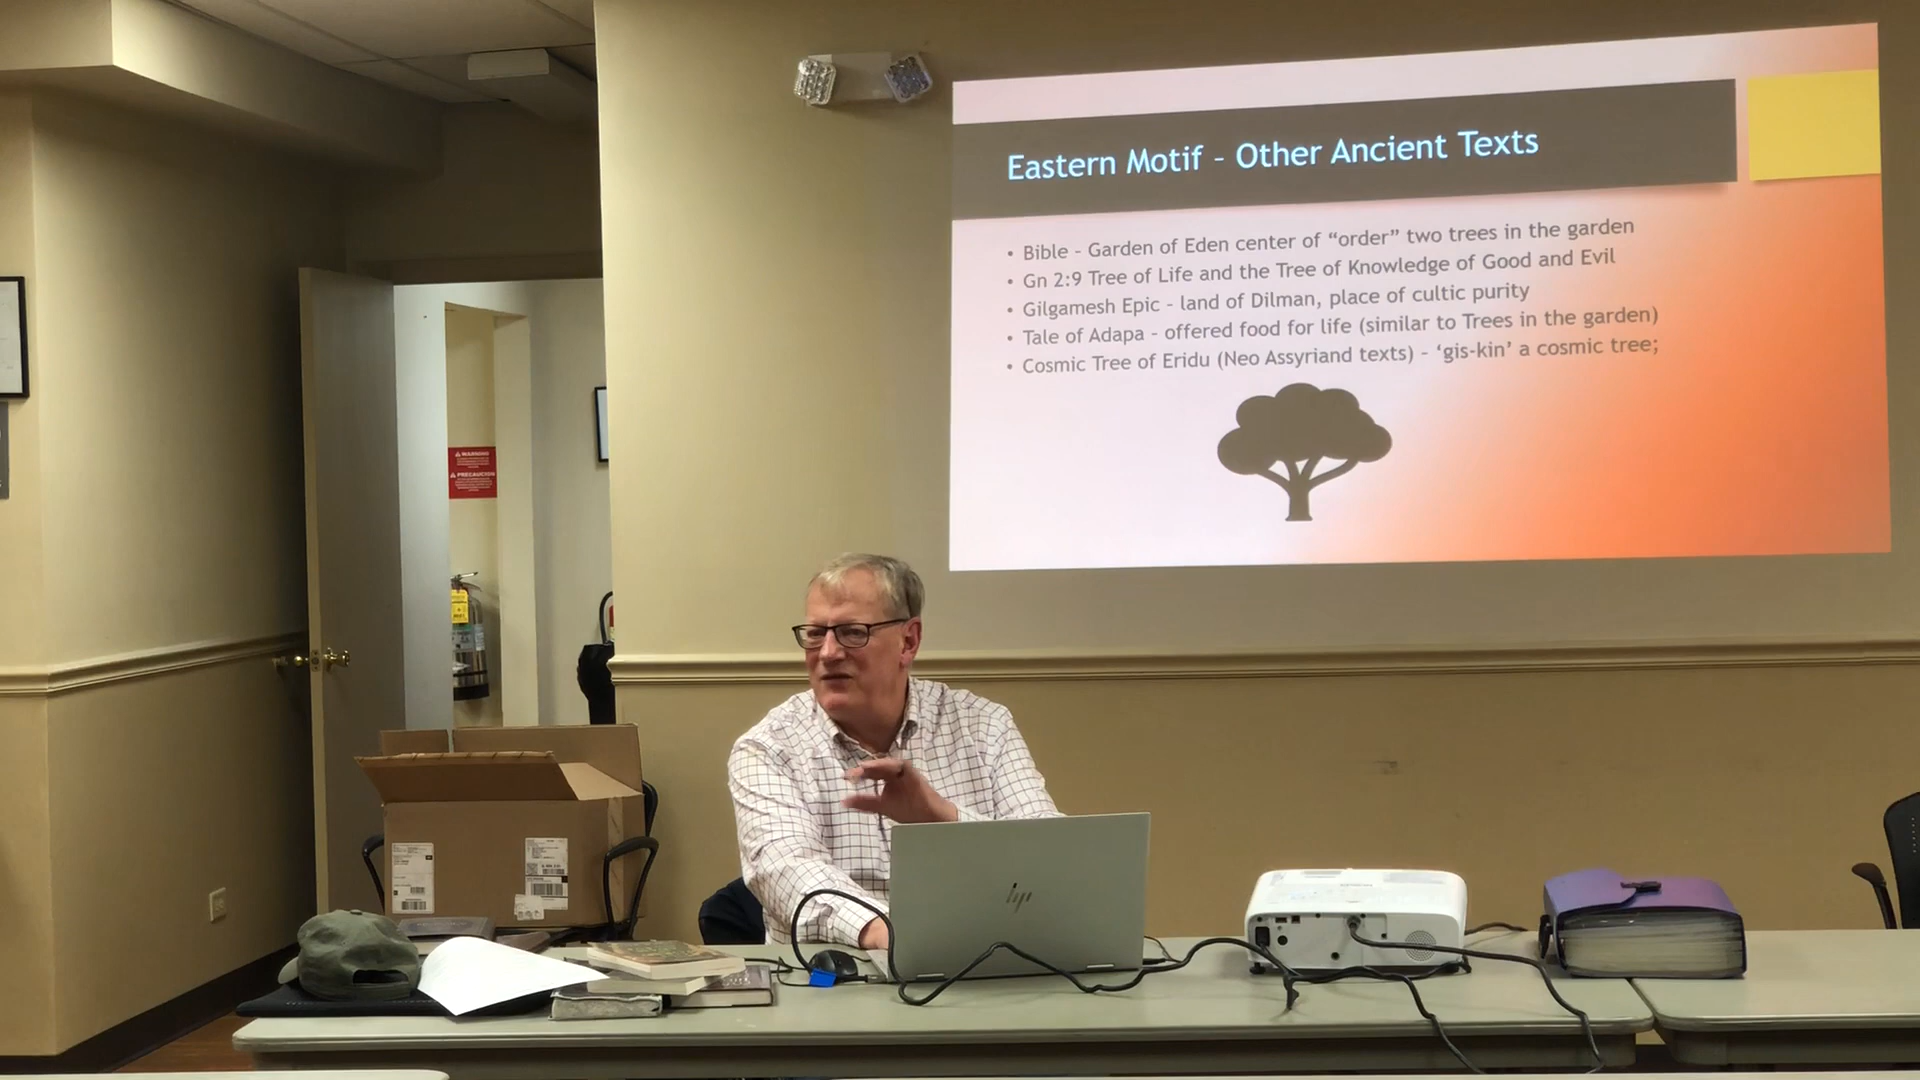 Eastern Motif - Other Ancient Texts
• Bible - Garden of Eden center of “order” two trees in the garden
• Gn 2:9 Tree of Life and the Tree of Knowledge of Good and Evil
• Gilgamesh Epic - land of Dilman, place of cultic purity
• Tale of Adapa - offered food for life (similar to Trees in the garden)
• Cosmic Tree of Eridu (Neo Assyriand texts) - ‘gis-kin’ a cosmic tree;
WARNING
PRECAUCION
hp